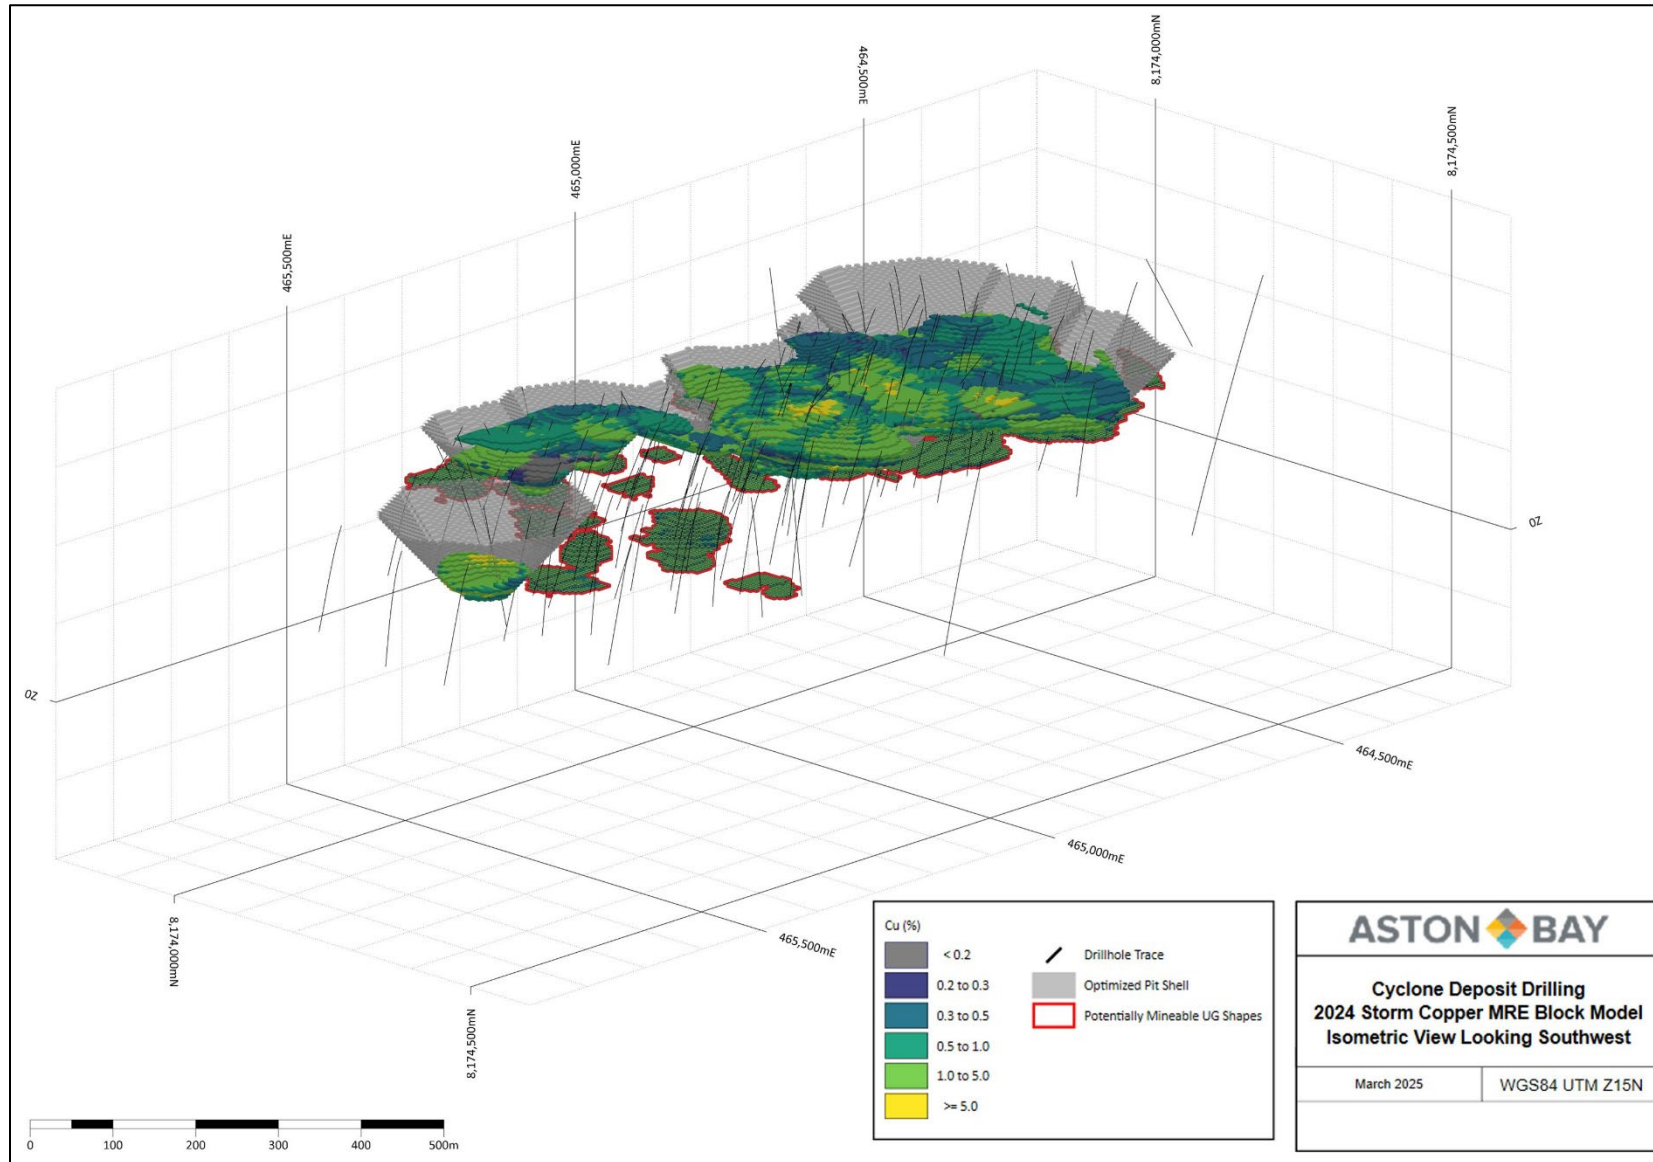 8,174,000mN
464,500mE
8,174,500mN
465,000mE
465,500mE
0Z
0Z
464,500mE
465,000mE
465,500mE
8,174,000mN
8,174,500mN
0 100 200 300 400 500m
Cu (%)
< 0.2
0.2 to 0.3
0.3 to 0.5
0.5 to 1.0
1.0 to 5.0
>= 5.0
Drillhole Trace
Optimized Pit Shell
Potentially Mineable UG Shapes
ASTON BAY
Cyclone Deposit Drilling
2024 Storm Copper MRE Block Model
Isometric View Looking Southwest
March 2025
WGS84 UTM Z15N